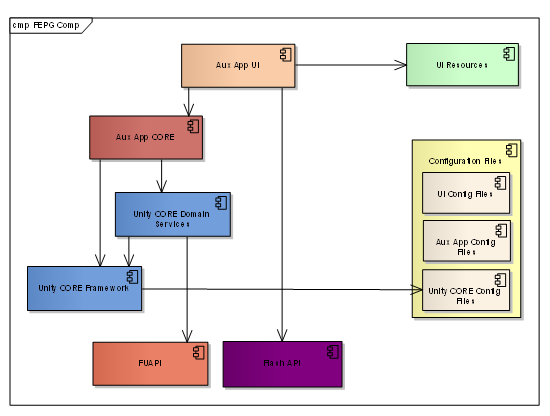 cmp FEPG Comp
Aux App UI
UI Resources
Aux App CORE
Configuration Files
UI Config Files
Unity CORE Domain
Services
Aux App Config
Files
Unity CORE Framework
Unity CORE Config
Files
FUAPI
Flash API